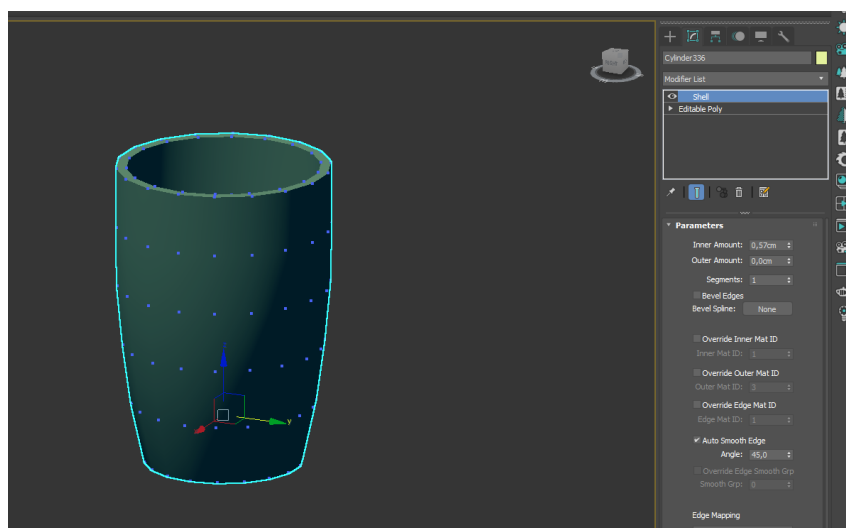 Cylinder336
Modifier List
Shell
Editable Poly
Parameters
Inner Amount: 0,57cm
Outer Amount: 0,0cm
Segments: 1
Bevel Edges
Bevel Spline: None
Override Inner Mat ID
Inner Mat ID: 1
Override Outer Mat ID
Outer Mat ID: 3
Override Edge Mat ID
Edge Mat ID: 1
Auto Smooth Edge
Angle: 45,0
Override Edge Smooth Grp
Smooth Grp: 0
Edge Mapping
y